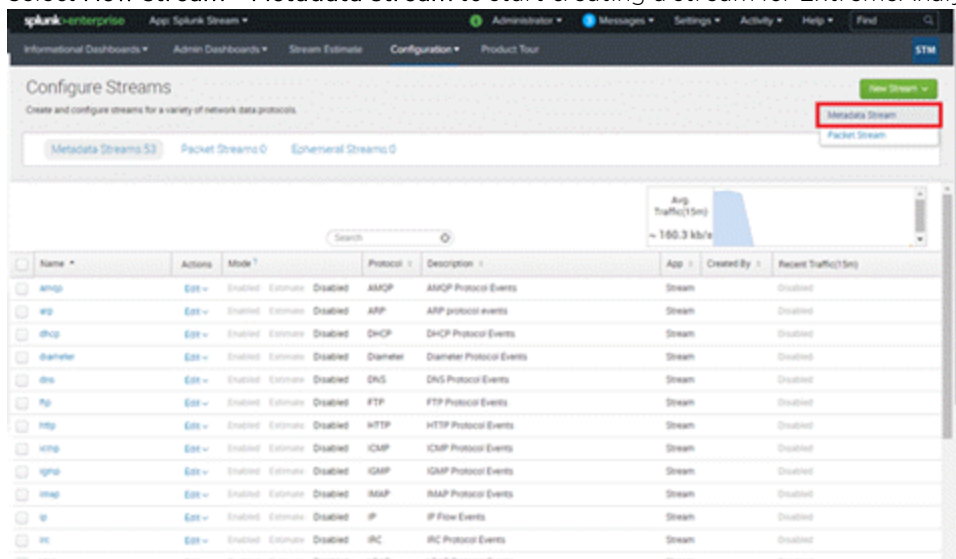 Select New Stream Metadata Stream to start creating a stream for
splunk>enterprise App: Splunk Stream Administrator 3 Messages Settings Activity Help Find
Informational Dashboards Admin Dashboards Stream Estimate Configuration Product Tour STM
Configure Streams New Stream
Create and configure streams for a variety of network data protocols.
Metadata Stream
Packet Stream
Metadata Streams:53 Packet Streams:0 Ephemeral Streams:0
Avg.
Traffic(15m)
~ 160.3 kb/s
Search
Name Actions Mode ? Protocol Description App Created By Recent Traffic(15m)
amqp Edit Enabled Estimate Disabled AMQP AMQP Protocol Events Stream Disabled
arp Edit Enabled Estimate Disabled ARP ARP protocol events Stream Disabled
dhcp Edit Enabled Estimate Disabled DHCP DHCP Protocol Events Stream Disabled
diameter Edit Enabled Estimate Disabled Diameter Diameter Protocol Events Stream Disabled
dns Edit Enabled Estimate Disabled DNS DNS Protocol Events Stream Disabled
ftp Edit Enabled Estimate Disabled FTP FTP Protocol Events Stream Disabled
http Edit Enabled Estimate Disabled HTTP HTTP Protocol Events Stream Disabled
icmp Edit Enabled Estimate Disabled ICMP ICMP Protocol Events Stream Disabled
igmp Edit Enabled Estimate Disabled IGMP IGMP Protocol Events Stream Disabled
imap Edit Enabled Estimate Disabled IMAP IMAP Protocol Events Stream Disabled
ip Edit Enabled Estimate Disabled IP IP Flow Events Stream Disabled
irc Edit Enabled Estimate Disabled IRC IRC Protocol Events Stream Disabled